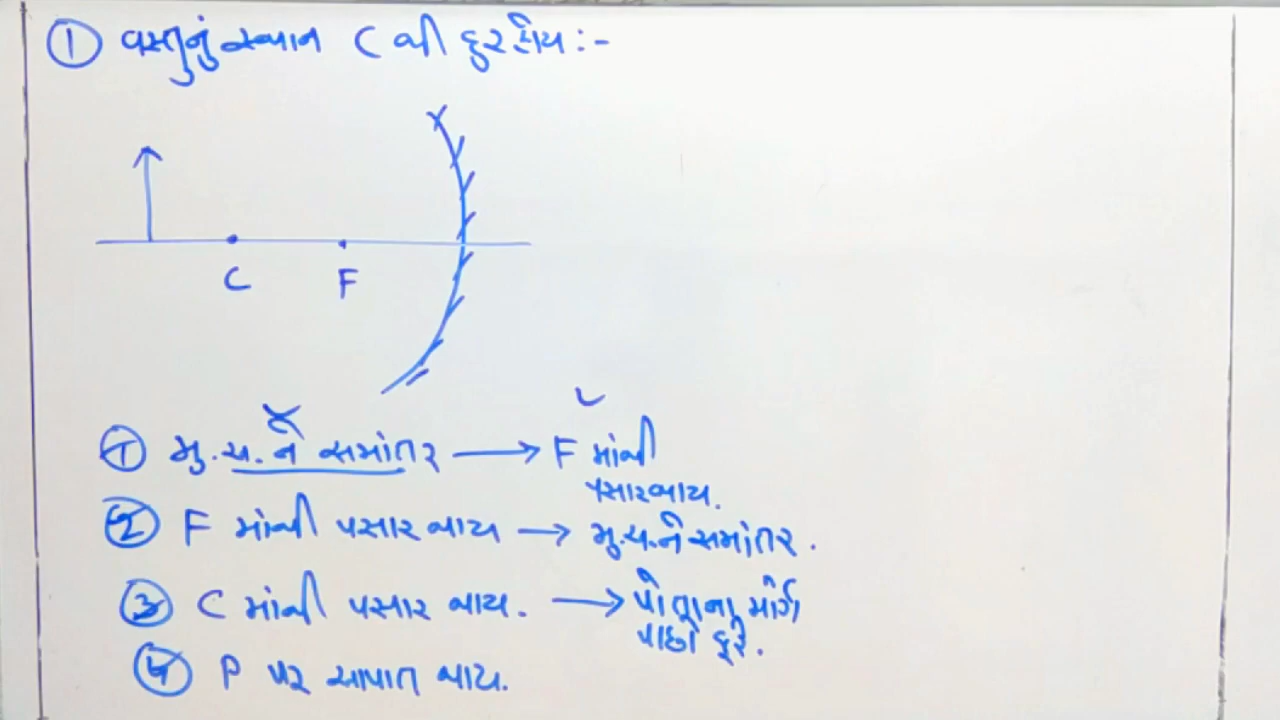 ① વસ્તુનું સ્થાન C થી દુર હોય :-
C F
① મુ.અ. ને સમાંતર → F માંથી
પસાર થાય.
② F માંથી પસાર થાય → મુ.અ.ને સમાંતર.
③ C માંથી પસાર થાય. → પોતાના માર્ગે
પાછા ફરે.
④ P પર આપાત થાય.